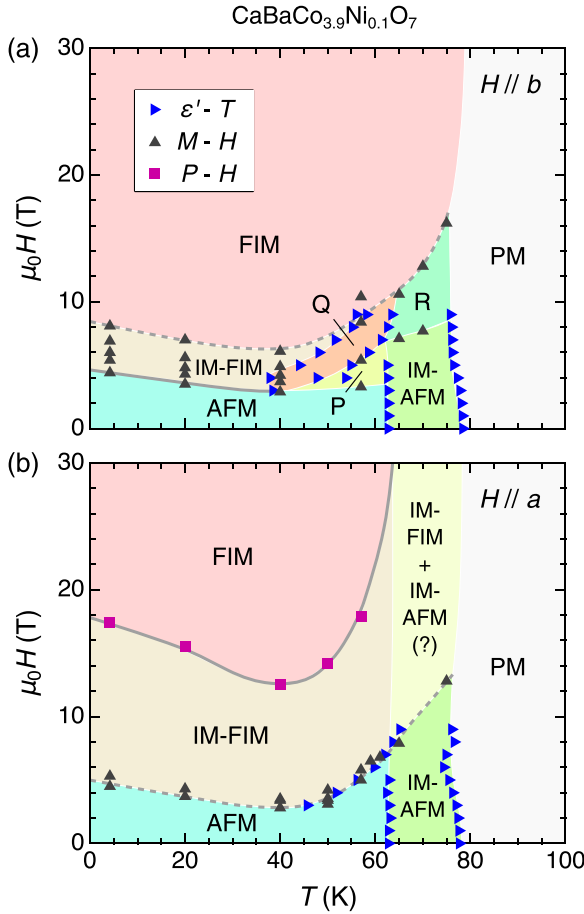 CaBaCo3.9Ni0.1O7
(a)
30
20
10
0
μ0H (T)
H // b
ε' - T
M - H
P - H
FIM
PM
Q
R
IM-FIM
IM-
AFM
AFM
P
(b)
30
20
10
0
μ0H (T)
H // a
FIM
IM-
FIM
+
IM-
AFM
(?)
PM
IM-FIM
IM-
AFM
AFM
0
20
40
60
80
100
T (K)